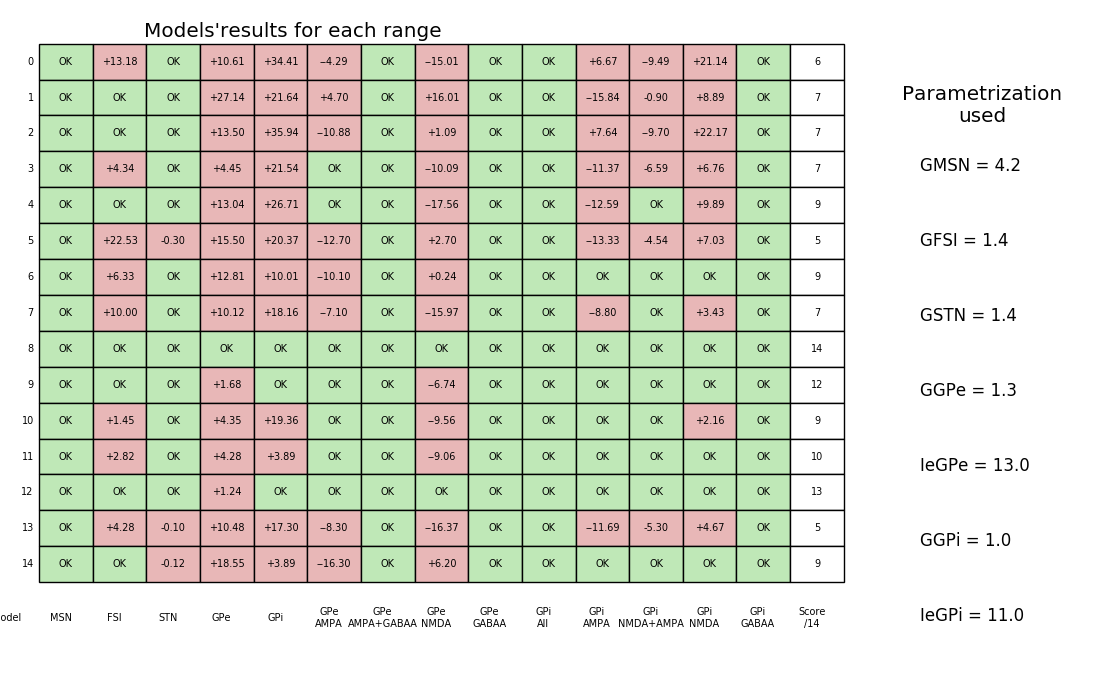 Models'results for each range
0 OK +13.18 OK +10.61 +34.41 −4.29 OK −15.01 OK OK +6.67 −9.49 +21.14 OK 6
1 OK OK OK +27.14 +21.64 +4.70 OK +16.01 OK OK −15.84 -0.90 +8.89 OK 7
2 OK OK OK +13.50 +35.94 −10.88 OK +1.09 OK OK +7.64 −9.70 +22.17 OK 7
3 OK +4.34 OK +4.45 +21.54 OK OK −10.09 OK OK −11.37 -6.59 +6.76 OK 7
4 OK OK OK +13.04 +26.71 OK OK −17.56 OK OK −12.59 OK +9.89 OK 9
5 OK +22.53 -0.30 +15.50 +20.37 −12.70 OK +2.70 OK OK −13.33 -4.54 +7.03 OK 5
6 OK +6.33 OK +12.81 +10.01 −10.10 OK +0.24 OK OK OK OK OK OK 9
7 OK +10.00 OK +10.12 +18.16 −7.10 OK −15.97 OK OK −8.80 OK +3.43 OK 7
8 OK OK OK OK OK OK OK OK OK OK OK OK OK OK 14
9 OK OK OK +1.68 OK OK OK −6.74 OK OK OK OK OK OK 12
10 OK +1.45 OK +4.35 +19.36 OK OK −9.56 OK OK OK OK +2.16 OK 9
11 OK +2.82 OK +4.28 +3.89 OK OK −9.06 OK OK OK OK OK OK 10
12 OK OK OK +1.24 OK OK OK OK OK OK OK OK OK OK 13
13 OK +4.28 -0.10 +10.48 +17.30 −8.30 OK −16.37 OK OK −11.69 -5.30 +4.67 OK 5
14 OK OK -0.12 +18.55 +3.89 −16.30 OK +6.20 OK OK OK OK OK OK 9
GPe GPe GPe GPe GPi GPi GPi GPi GPi Score
odel MSN FSI STN GPe GPi
AMPA AMPA+GABAA NMDA GABAA All AMPA NMDA+AMPA NMDA GABAA /14
Parametrization
used
GMSN = 4.2
GFSI = 1.4
GSTN = 1.4
GGPe = 1.3
IeGPe = 13.0
GGPi = 1.0
IeGPi = 11.0